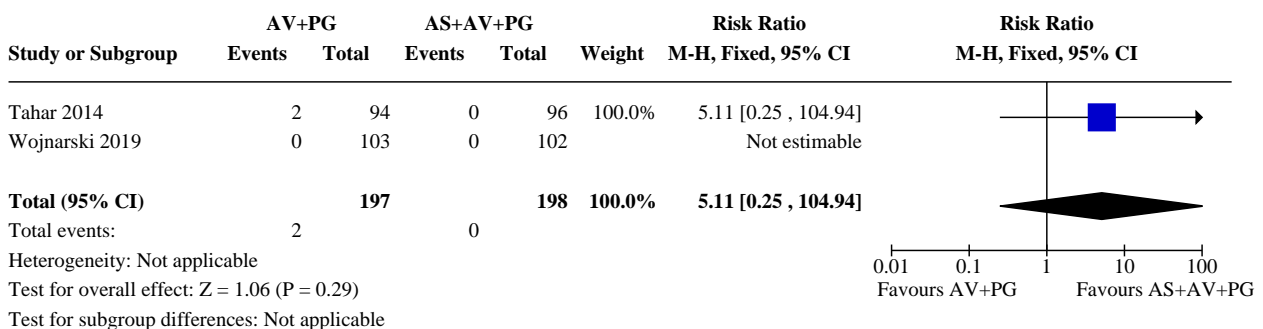 AV+PG AS+AV+PG Risk Ratio Risk Ratio
Study or Subgroup Events Total Events Total Weight M-H, Fixed, 95% CI M-H, Fixed, 95% CI
Tahar 2014 2 94 0 96 100.0% 5.11 [0.25 , 104.94]
Wojnarski 2019 0 103 0 102 Not estimable
Total (95% CI) 197 198 100.0% 5.11 [0.25 , 104.94]
Total events: 2 0
Heterogeneity: Not applicable
0.01 0.1 1 10 100
Test for overall effect: Z = 1.06 (P = 0.29)
Favours AV+PG Favours AS+AV+PG
Test for subgroup differences: Not applicable